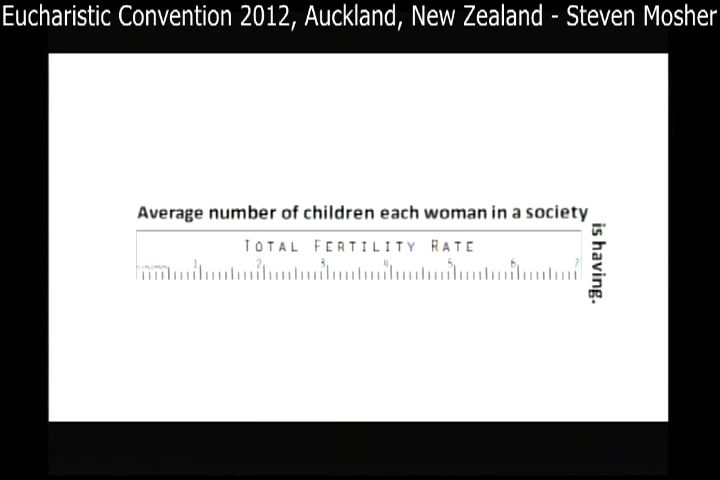 Eucharistic Convention 2012, Auckland, New Zealand - Steven Mosher
Average number of children each woman in a society
is having.
TOTAL FERTILITY RATE
1 2 3 4 5 6 7